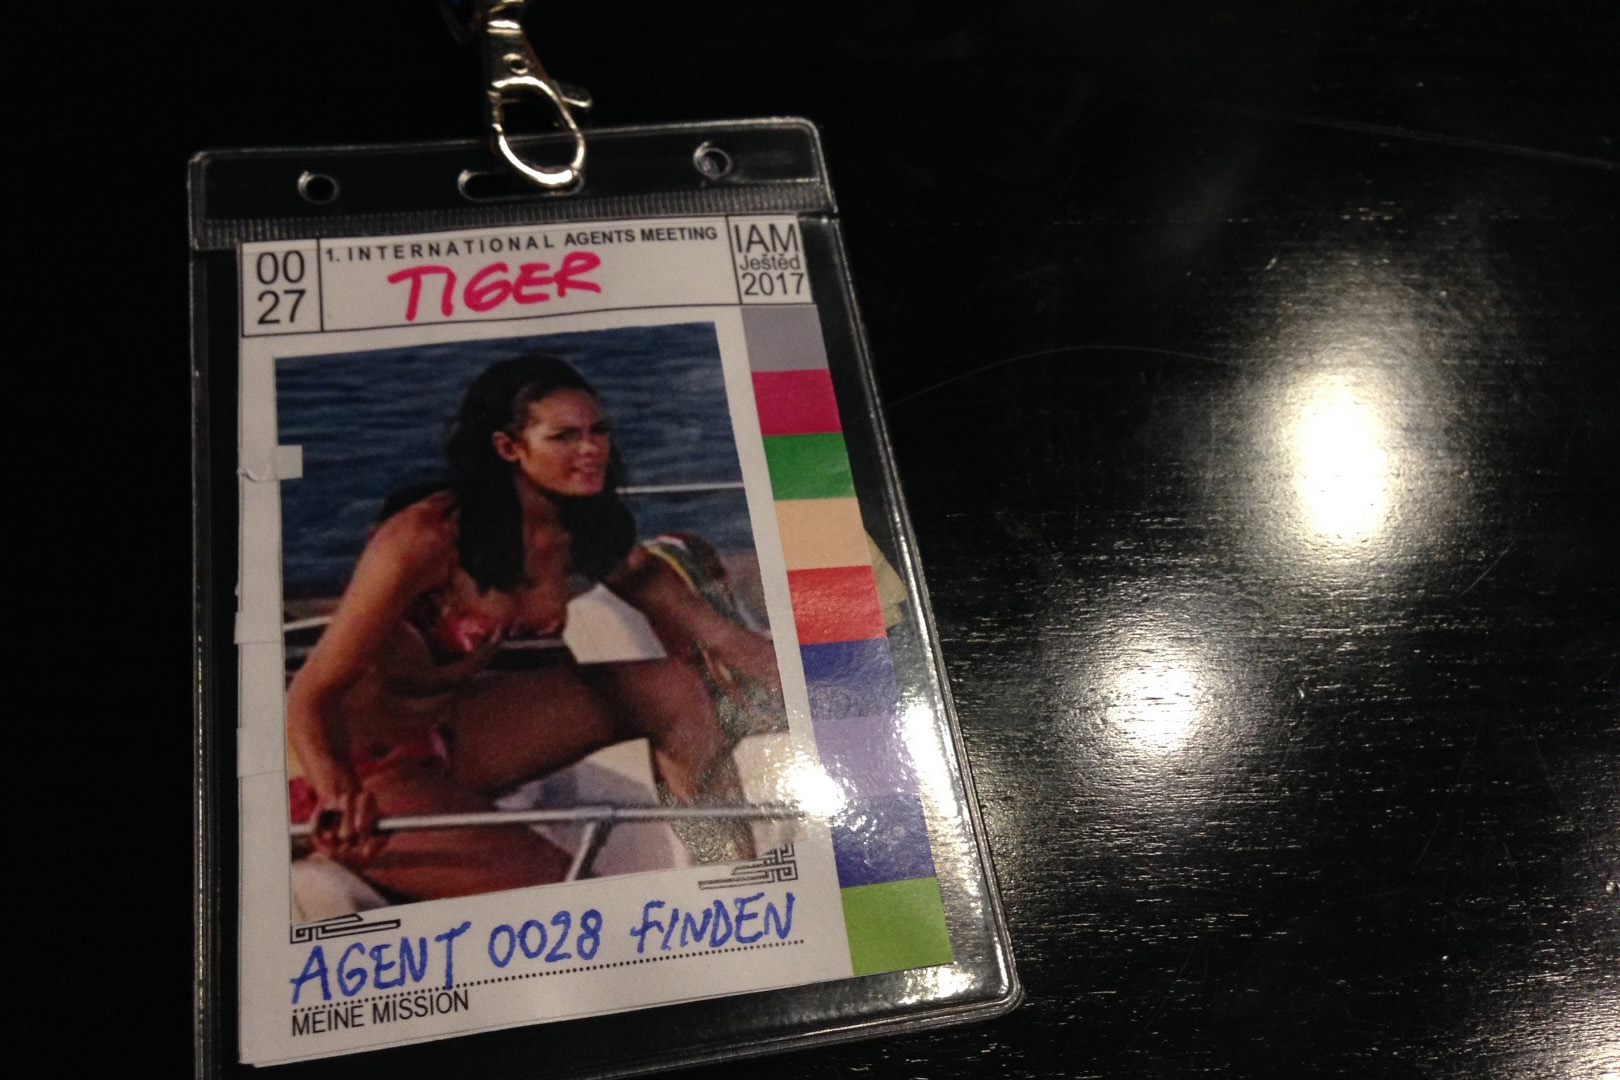 00
27
1. INTERNATIONAL AGENTS MEETING
TIGER
IAM
Ještěd
2017
AGENT 0028 FINDEN
MEINE MISSION